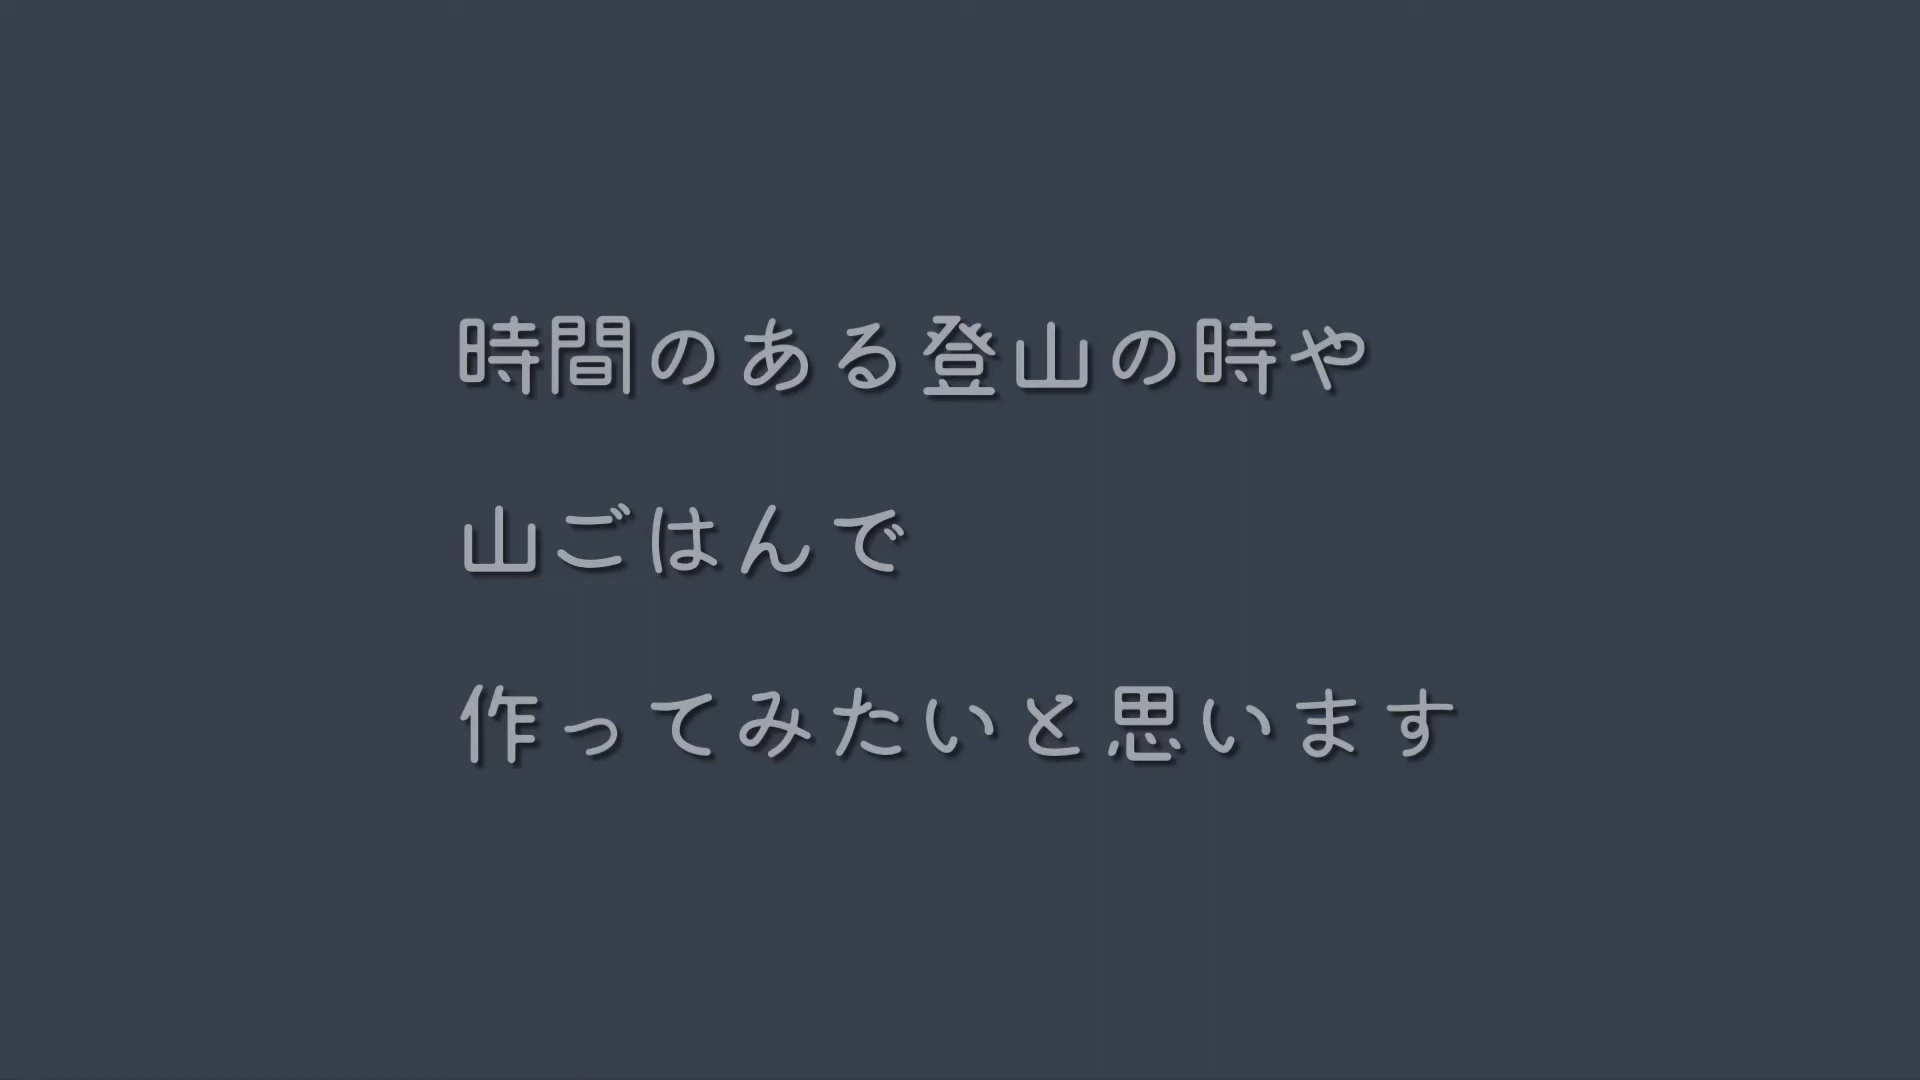 時間のある登山の時や
山ごはんで
作ってみたいと思います